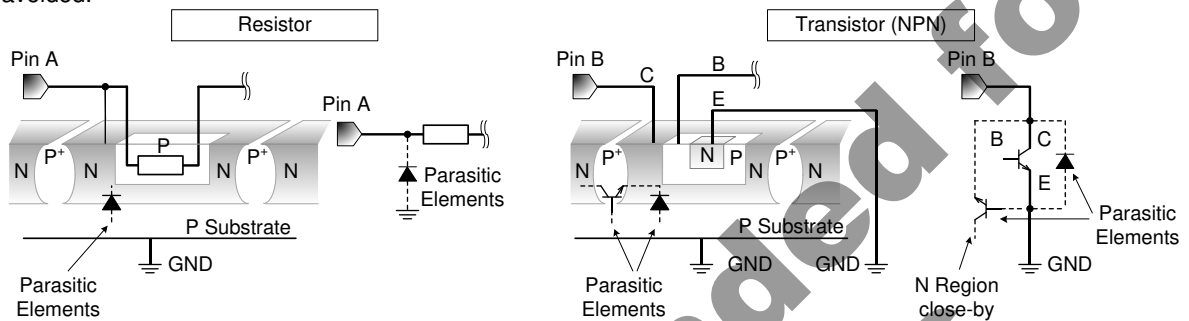 Resistor
Transistor (NPN)
Pin A
Pin B
C
B
E
Pin B
Pin A
N
P+
N
P
N
P+
N
Parasitic
Elements
P Substrate
GND
Parasitic
Elements
N
P+
N
N
P
N
P+
N
P Substrate
GND
GND
Parasitic
Elements
B
C
E
Parasitic
Elements
GND
N Region
close-by